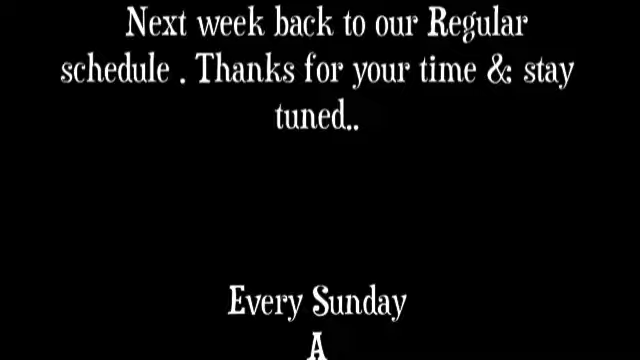 Next week back to our Regular
schedule . Thanks for your time & stay
tuned..
Every Sunday
A